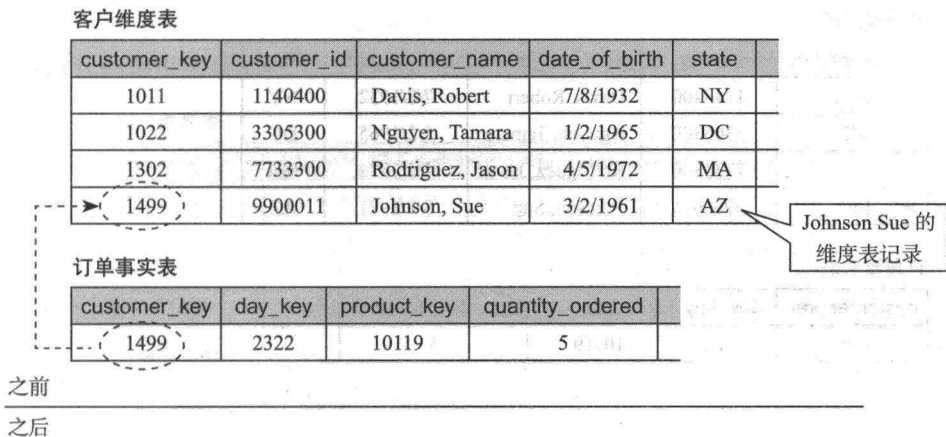 客户维度表
customer_key customer_id customer_name date_of_birth state
1011 1140400 Davis, Robert 7/8/1932 NY
1022 3305300 Nguyen, Tamara 1/2/1965 DC
1302 7733300 Rodriguez, Jason 4/5/1972 MA
1499 9900011 Johnson, Sue 3/2/1961 AZ
Johnson Sue 的
维度表记录
订单事实表
customer_key day_key product_key quantity_ordered
1499 2322 10119 5
之前
之后